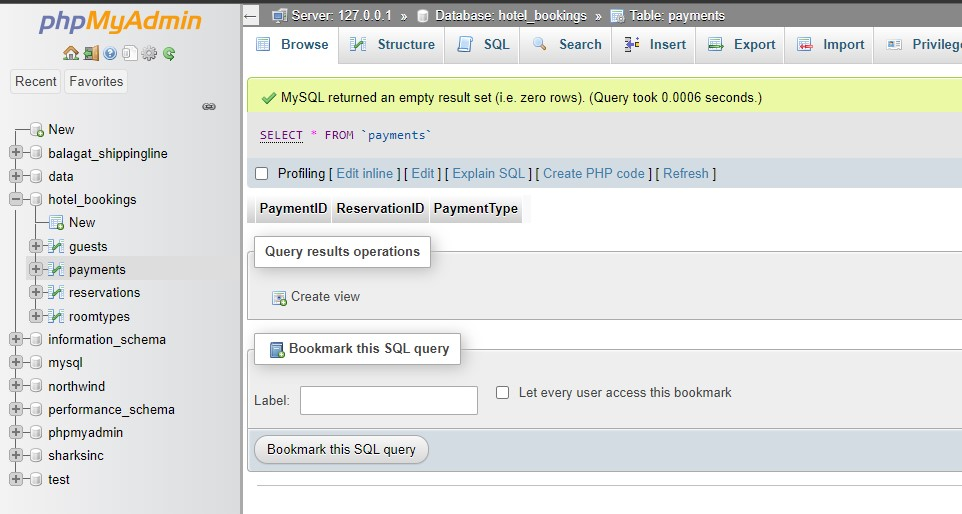 phpMyAdmin
Recent Favorites
New
balagat_shippingline
data
hotel_bookings
New
guests
payments
reservations
roomtypes
information_schema
mysql
northwind
performance_schema
phpmyadmin
sharksinc
test
Server: 127.0.0.1 » Database: hotel_bookings » Table: payments
Browse Structure SQL Search Insert Export Import Privileg
MySQL returned an empty result set (i.e. zero rows). (Query took 0.0006 seconds.)
SELECT * FROM `payments`
Profiling [ Edit inline ] [ Edit ] [ Explain SQL ] [ Create PHP code ] [ Refresh ]
PaymentID ReservationID PaymentType
Query results operations
Create view
Bookmark this SQL query
Label:
Let every user access this bookmark
Bookmark this SQL query